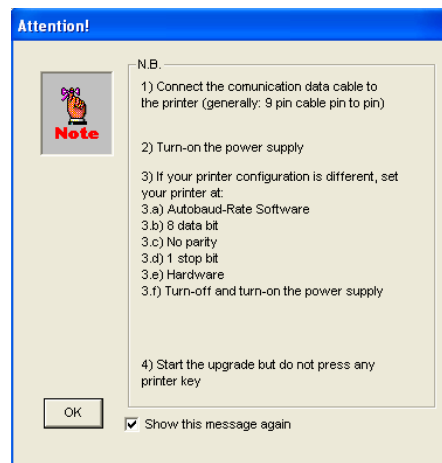 Attention!
N.B.
Note
1) Connect the comunication data cable to
the printer (generally: 9 pin cable pin to pin)
2) Turn-on the power supply
3) If your printer configuration is different, set
your printer at:
3.a) Autobaud-Rate Software
3.b) 8 data bit
3.c) No parity
3.d) 1 stop bit
3.e) Hardware
3.f) Turn-off and turn-on the power supply
4) Start the upgrade but do not press any
printer key
OK
Show this message again